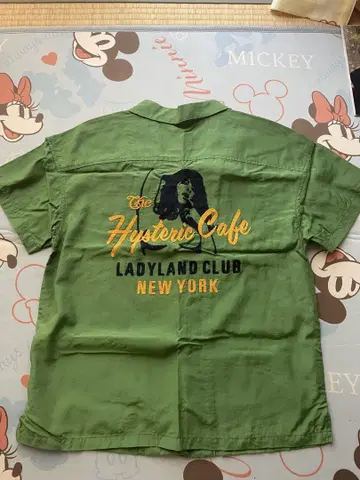 MICKEY
Minnie
The
Hysteric Cafe
LADYLAND CLUB
NEW YORK